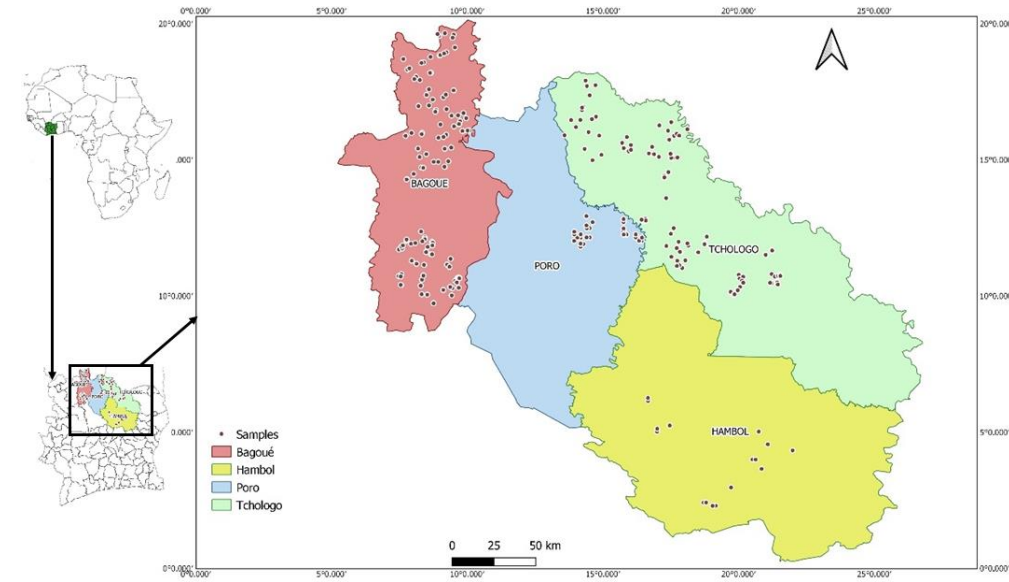 0°0.000' 5°0.000' 10°0.000' 15°0.000' 20°0.000' 25°0.000'
20°0.000' 20°0.000'
.000' 15°0.000'
BAGOUE
TCHOLOGO
PORO
10°0.000' 10°0.000'
0.000' 5°0.000'
HAMBOL
Samples
Bagoué
Hambol
Poro
Tchologo
0 25 50 km
0°0.000' 0°0.000'
0°0.000' 5°0.000' 10°0.000' 15°0.000' 20°0.000' 25°0.000'